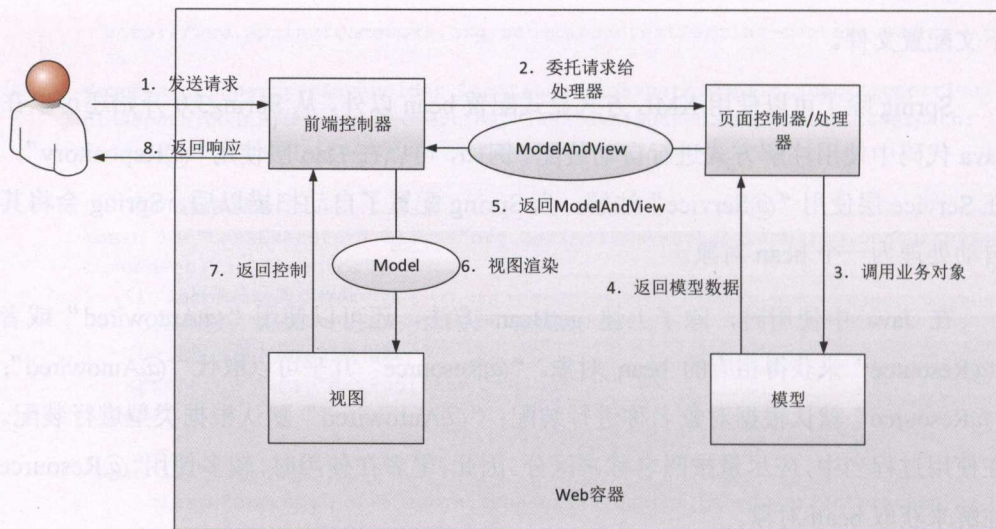 1. 发送请求
2. 委托请求给
处理器
前端控制器
ModelAndView
页面控制器/处理
器
8. 返回响应
5. 返回ModelAndView
7. 返回控制
Model
6. 视图渲染
4. 返回模型数据
3. 调用业务对象
视图
模型
Web容器